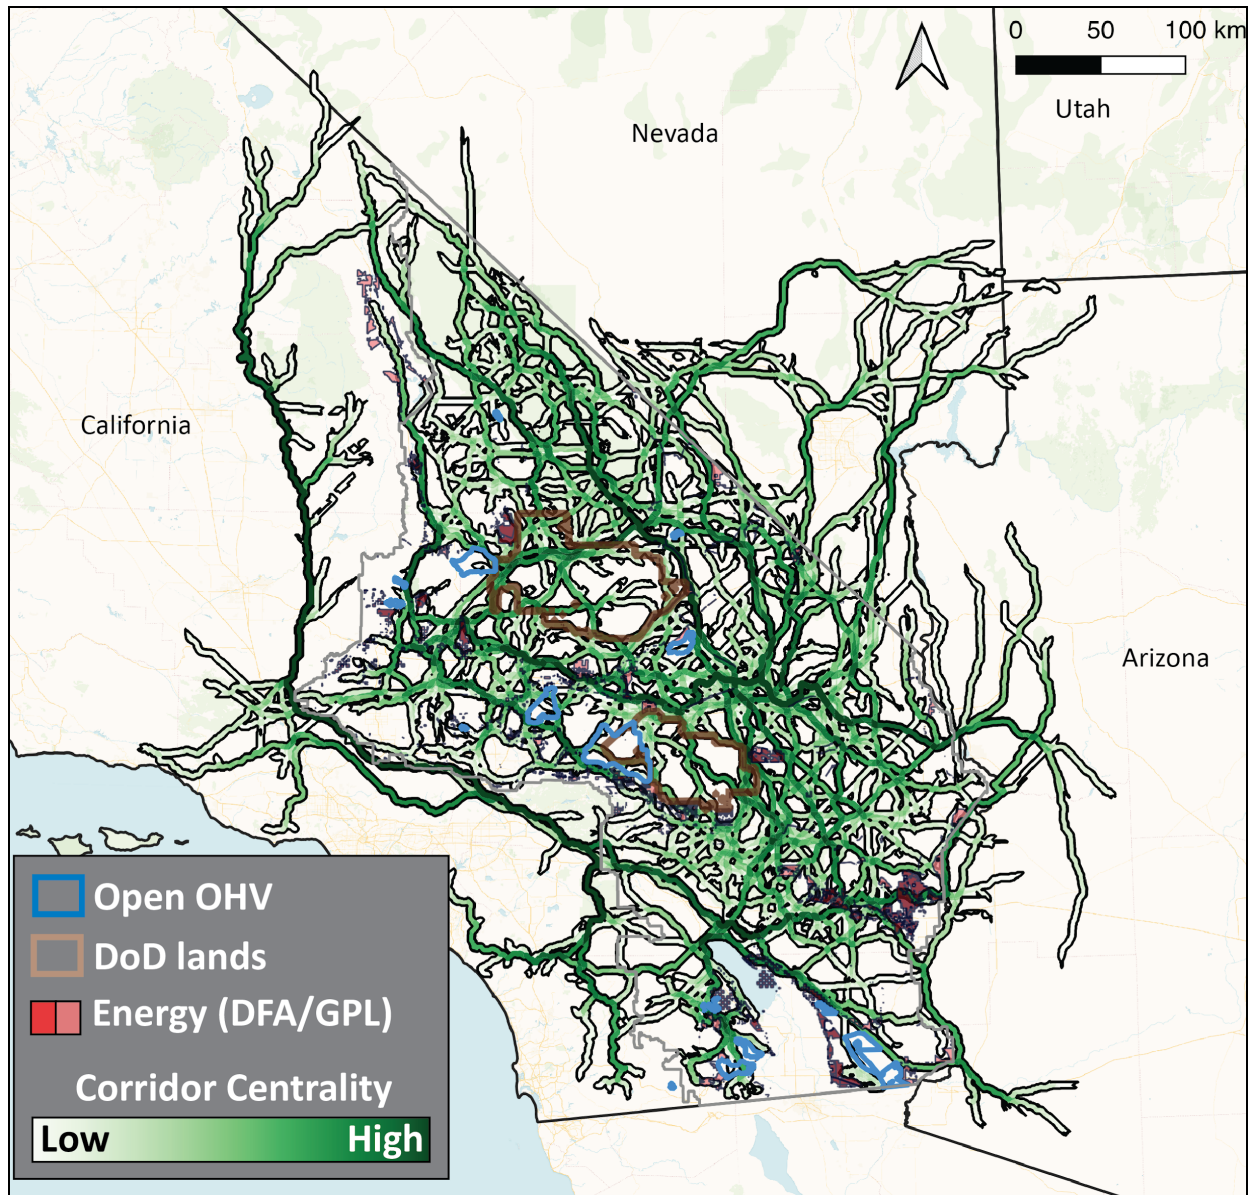 0 50 100 km
Utah
Nevada
California
Arizona
Open OHV
DoD lands
Energy (DFA/GPL)
Corridor Centrality
Low High